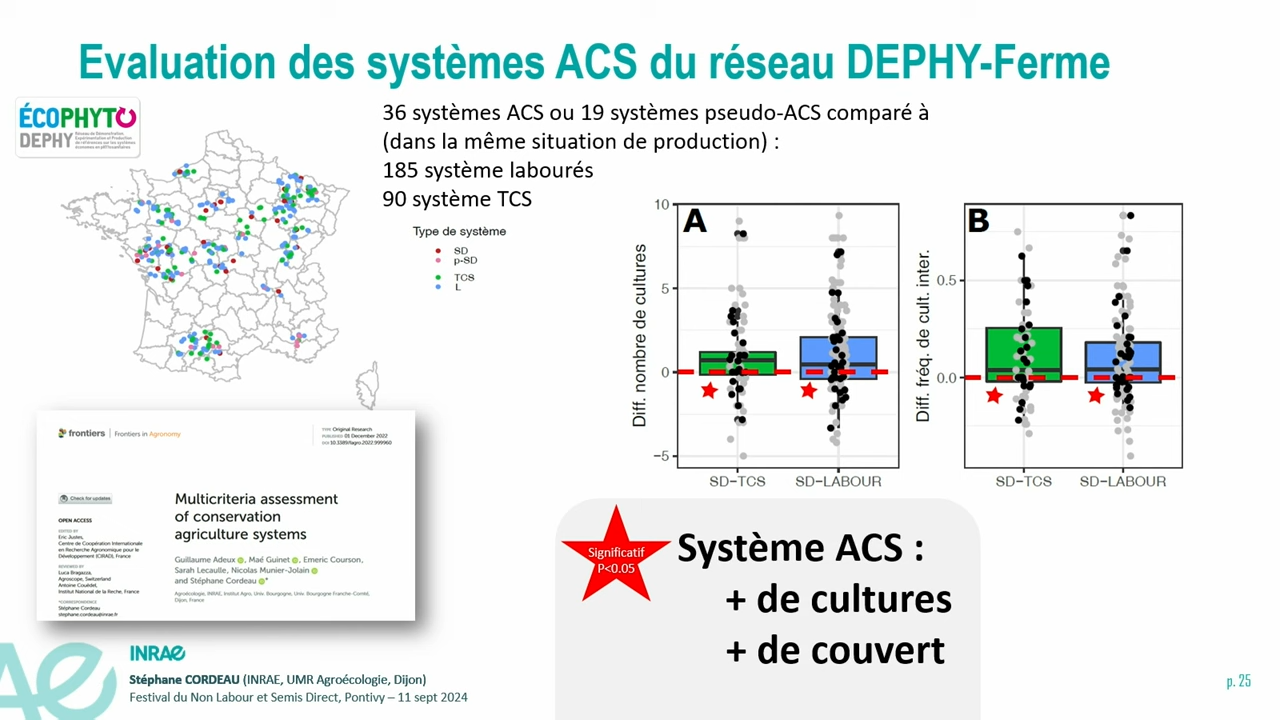 Evaluation des systèmes ACS du réseau DEPHY-Ferme
ÉCOPHYTO
DEPHY
36 systèmes ACS ou 19 systèmes pseudo-ACS comparé à
(dans la même situation de production) :
185 système labourés
90 système TCS
Type de système
SD
p-SD
TCS
L
A
Diff. nombre de cultures
10
5
0
−5
SD−TCS
SD−LABOUR
B
Diff. fréq. de cult. inter.
0.5
0.0
SD−TCS
SD−LABOUR
frontiers | Frontiers in Agronomy
TYPE Original Research
PUBLISHED 01 December 2022
DOI 10.3389/fagro.2022.999960
Check for updates
OPEN ACCESS
EDITED BY
Eric Justes,
Centre de Coopération Internationale
en Recherche Agronomique pour le
Développement (CIRAD), France
REVIEWED BY
Luca Bragazza,
Agroscope, Switzerland
Antoine Couëdel,
Institut National de la Reche, France
*CORRESPONDENCE
Stéphane Cordeau
stephane.cordeau@inrae.fr
Multicriteria assessment
of conservation
agriculture systems
Guillaume Adeux, Maé Guinet, Emeric Courson,
Sarah Lecaulle, Nicolas Munier-Jolain
and Stéphane Cordeau*
Agroécologie, INRAE, Institut Agro, Univ. Bourgogne, Univ. Bourgogne Franche-Comté,
Dijon, France
Significatif
P<0.05
Système ACS :
+ de cultures
+ de couvert
INRAE
Stéphane CORDEAU (INRAE, UMR Agroécologie, Dijon)
Festival du Non Labour et Semis Direct, Pontivy – 11 sept 2024
p. 25